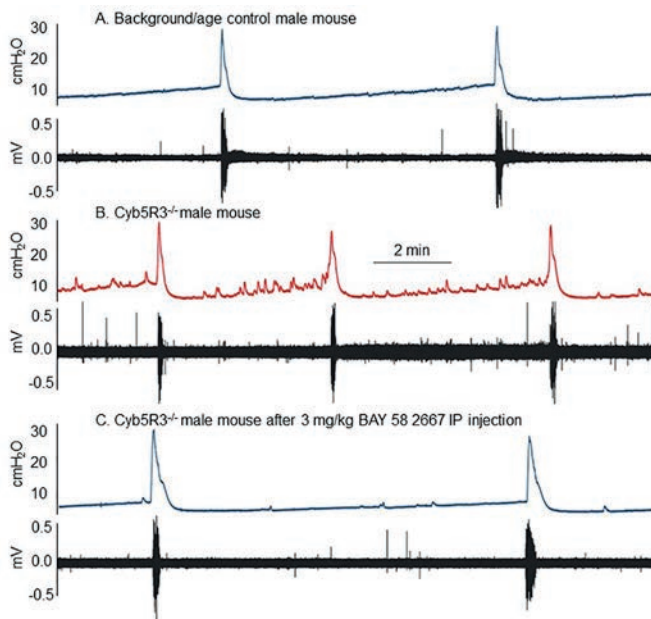 A. Background/age control male mouse
30
20
10
cmH₂O
0.5
0.0
-0.5
mV
B. Cyb5R3⁻/⁻ male mouse
30
20
10
cmH₂O
2 min
0.5
0.0
-0.5
mV
C. Cyb5R3⁻/⁻ male mouse after 3 mg/kg BAY 58 2667 IP injection
30
20
10
cmH₂O
0.5
0.0
-0.5
mV